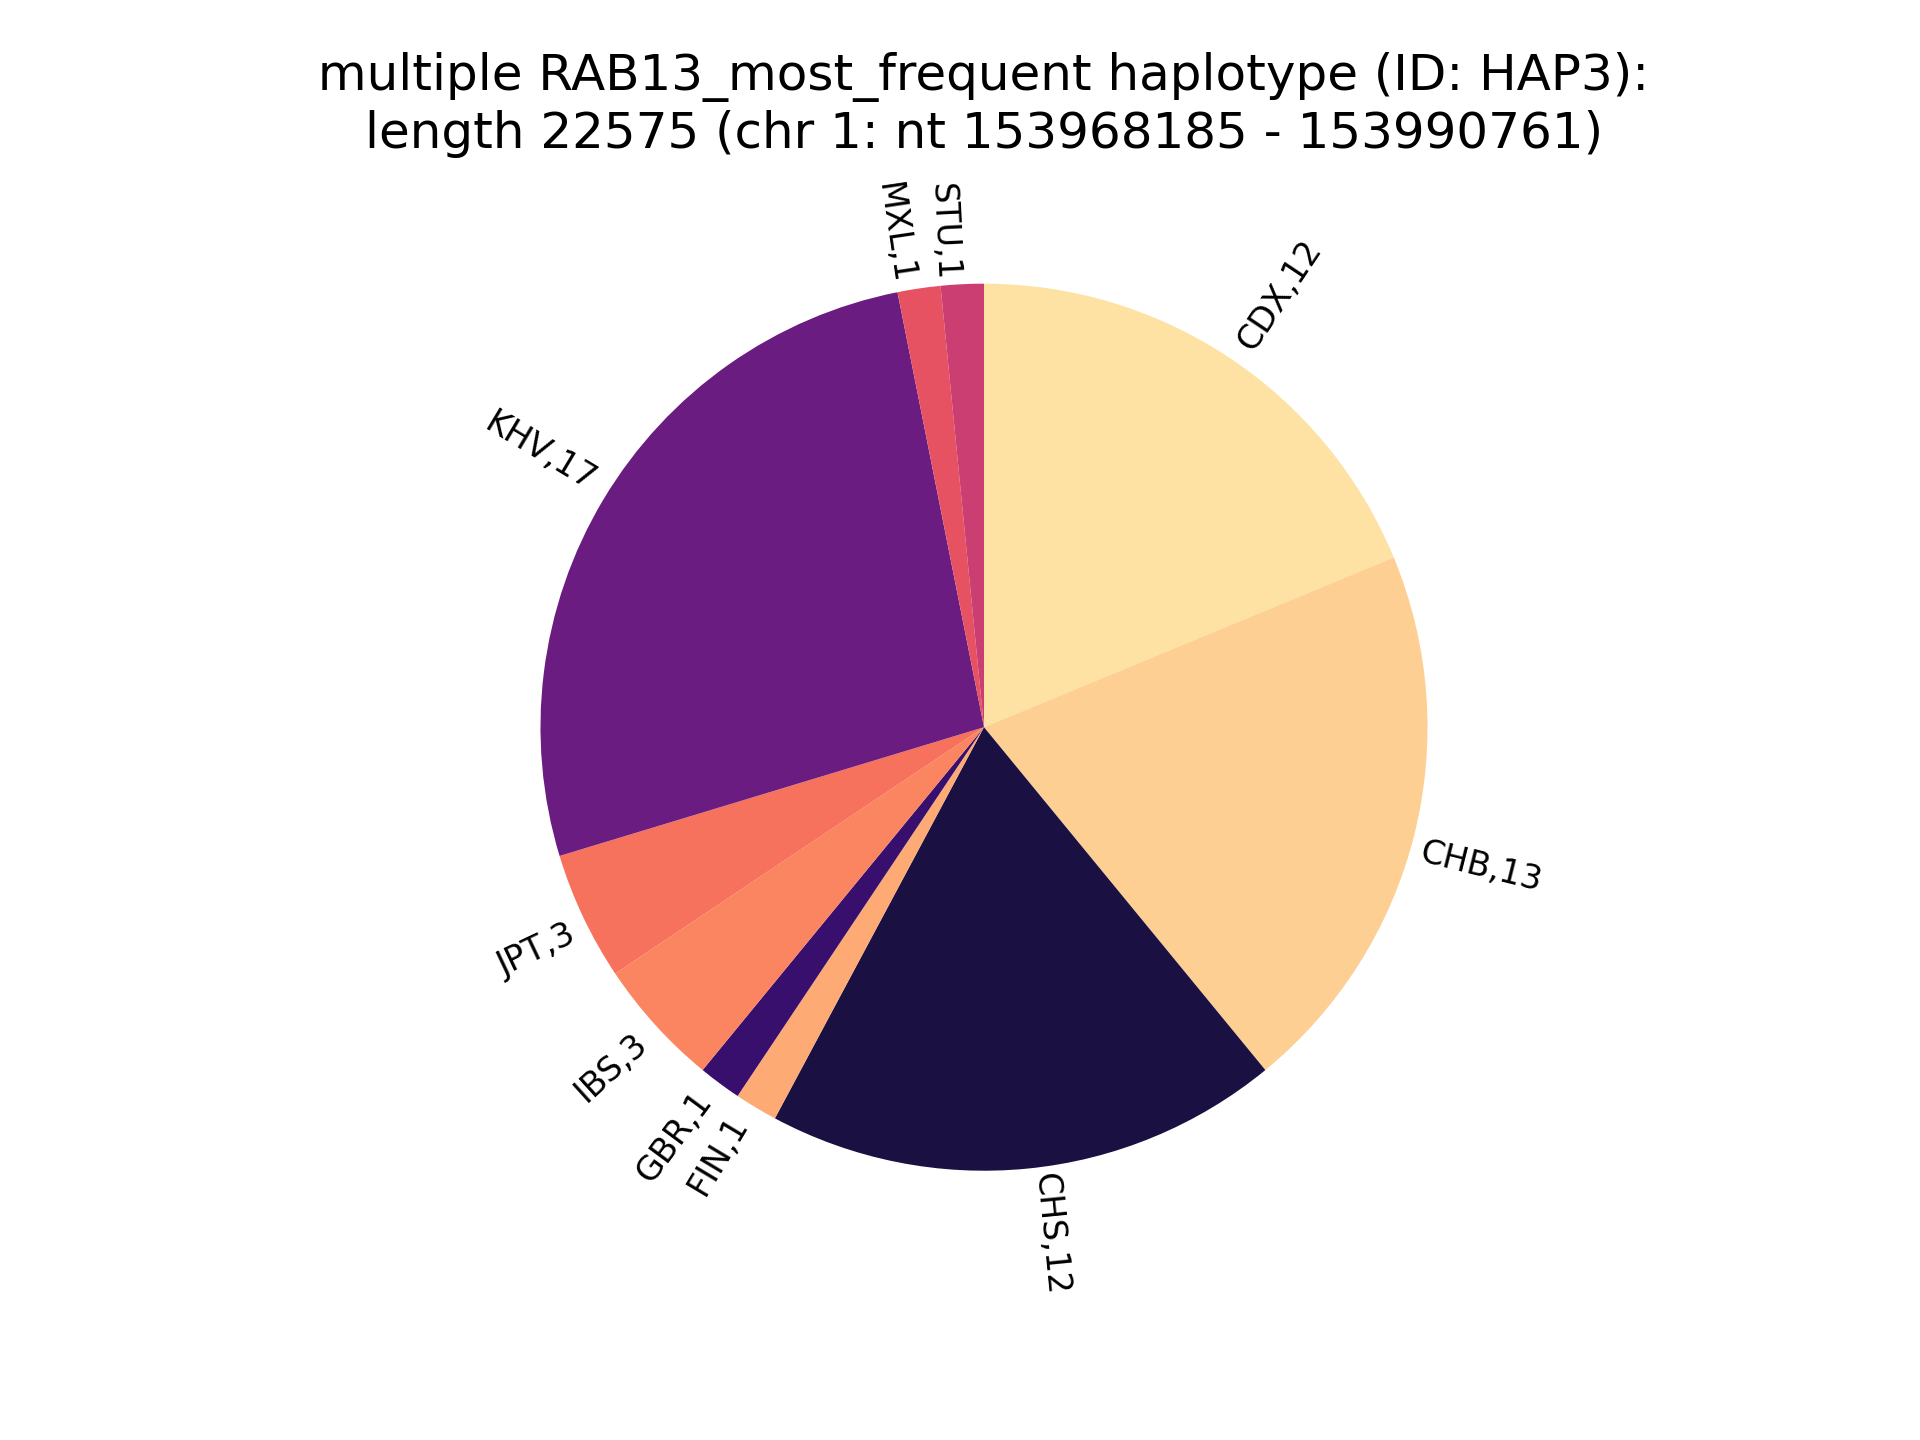 multiple RAB13_most_frequent haplotype (ID: HAP3):
length 22575 (chr 1: nt 153968185 - 153990761)
MXL,1
STU,1
CDX,12
KHV,17
CHB,13
JPT,3
IBS,3
GBR,1
FIN,1
CHS,12